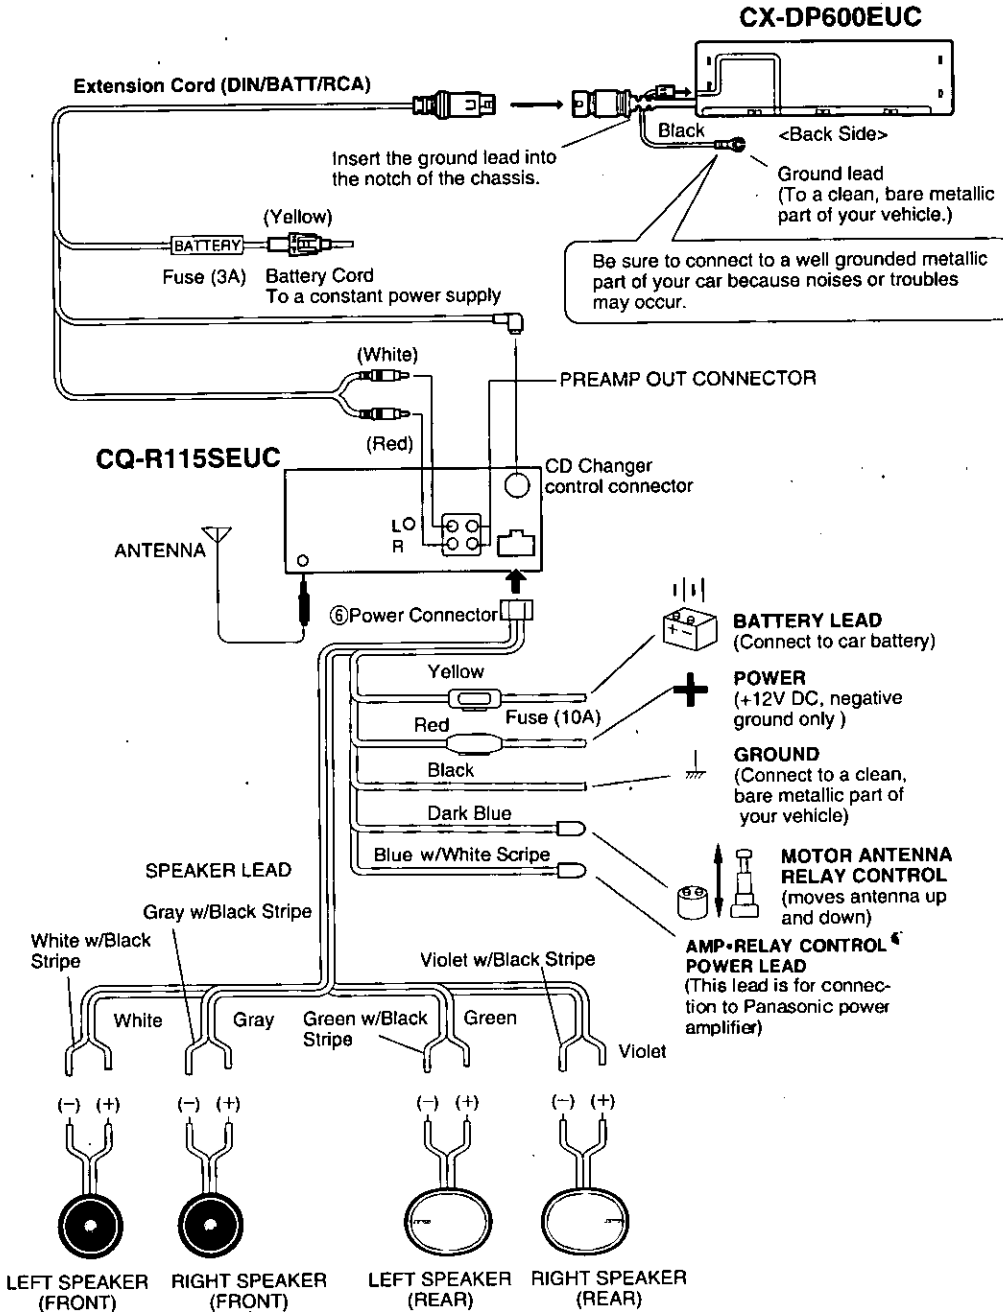 CX-DP600EUC
Extension Cord (DIN/BATT/RCA)
Black
<Back Side>
Insert the ground lead into
the notch of the chassis.
Ground lead
(To a clean, bare metallic
part of your vehicle.)
(Yellow)
BATTERY
Fuse (3A)
Battery Cord
To a constant power supply
Be sure to connect to a well grounded metallic
part of your car because noises or troubles
may occur.
(White)
PREAMP OUT CONNECTOR
(Red)
CQ-R115SEUC
CD Changer
control connector
L
R
ANTENNA
⑥Power Connector
+ -
BATTERY LEAD
(Connect to car battery)
Yellow
Fuse (10A)
POWER
(+12V DC, negative
ground only )
Red
GROUND
(Connect to a clean,
bare metallic part of
your vehicle)
Black
Dark Blue
Blue w/White Scripe
MOTOR ANTENNA
RELAY CONTROL
(moves antenna up
and down)
SPEAKER LEAD
AMP•RELAY CONTROL
POWER LEAD
(This lead is for connec-
tion to Panasonic power
amplifier)
Gray w/Black Stripe
White w/Black
Stripe
Violet w/Black Stripe
White
Gray
Green w/Black
Stripe
Green
Violet
(−) (+)
(−) (+)
(−) (+)
(−) (+)
LEFT SPEAKER
(FRONT)
RIGHT SPEAKER
(FRONT)
LEFT SPEAKER
(REAR)
RIGHT SPEAKER
(REAR)